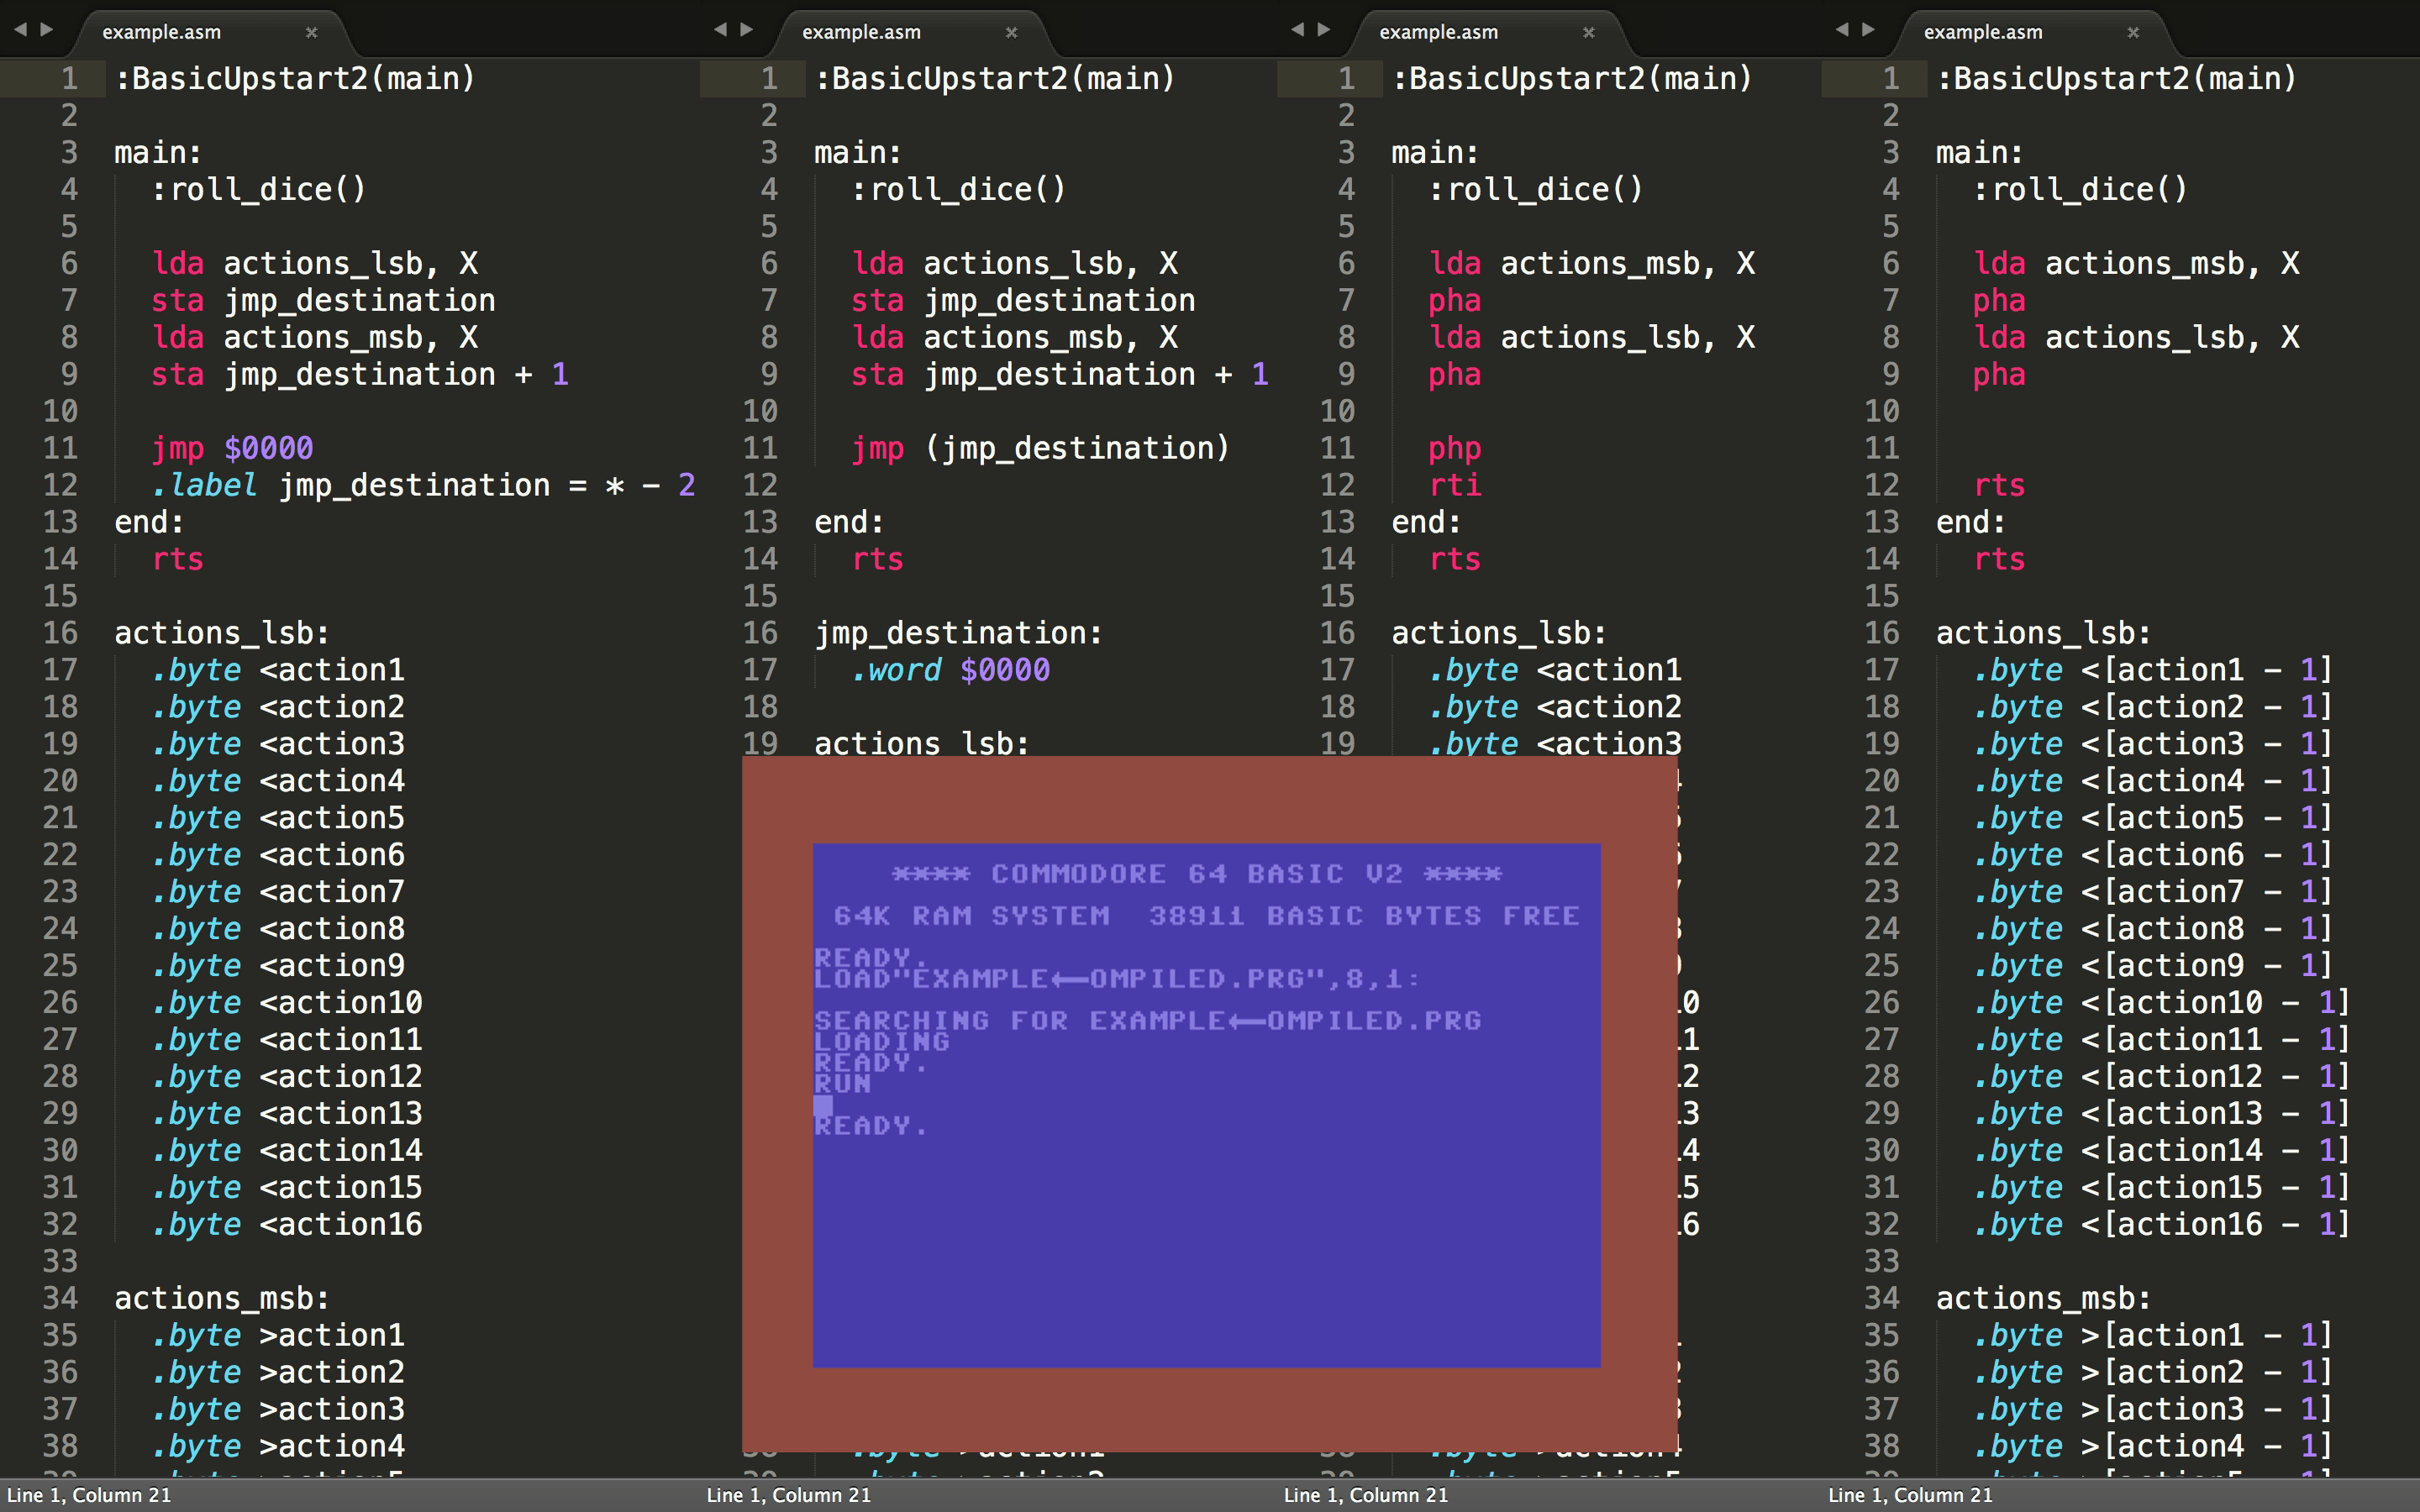 example.asm
1 :BasicUpstart2(main)
2
3 main:
4 :roll_dice()
5
6 lda actions_lsb, X
7 sta jmp_destination
8 lda actions_msb, X
9 sta jmp_destination + 1
10
11 jmp $0000
12 .label jmp_destination = * - 2
13 end:
14 rts
15
16 actions_lsb:
17 .byte <action1
18 .byte <action2
19 .byte <action3
20 .byte <action4
21 .byte <action5
22 .byte <action6
23 .byte <action7
24 .byte <action8
25 .byte <action9
26 .byte <action10
27 .byte <action11
28 .byte <action12
29 .byte <action13
30 .byte <action14
31 .byte <action15
32 .byte <action16
33
34 actions_msb:
35 .byte >action1
36 .byte >action2
37 .byte >action3
38 .byte >action4
Line 1, Column 21
example.asm
1 :BasicUpstart2(main)
2
3 main:
4 :roll_dice()
5
6 lda actions_lsb, X
7 sta jmp_destination
8 lda actions_msb, X
9 sta jmp_destination + 1
10
11 jmp (jmp_destination)
12
13 end:
14 rts
15
16 jmp_destination:
17 .word $0000
18
19 actions_lsb:
Line 1, Column 21
example.asm
1 :BasicUpstart2(main)
2
3 main:
4 :roll_dice()
5
6 lda actions_msb, X
7 pha
8 lda actions_lsb, X
9 pha
10
11 php
12 rti
13 end:
14 rts
15
16 actions_lsb:
17 .byte <action1
18 .byte <action2
19 .byte <action3
Line 1, Column 21
example.asm
1 :BasicUpstart2(main)
2
3 main:
4 :roll_dice()
5
6 lda actions_msb, X
7 pha
8 lda actions_lsb, X
9 pha
10
11
12 rts
13 end:
14 rts
15
16 actions_lsb:
17 .byte <[action1 - 1]
18 .byte <[action2 - 1]
19 .byte <[action3 - 1]
20 .byte <[action4 - 1]
21 .byte <[action5 - 1]
22 .byte <[action6 - 1]
23 .byte <[action7 - 1]
24 .byte <[action8 - 1]
25 .byte <[action9 - 1]
26 .byte <[action10 - 1]
27 .byte <[action11 - 1]
28 .byte <[action12 - 1]
29 .byte <[action13 - 1]
30 .byte <[action14 - 1]
31 .byte <[action15 - 1]
32 .byte <[action16 - 1]
33
34 actions_msb:
35 .byte >[action1 - 1]
36 .byte >[action2 - 1]
37 .byte >[action3 - 1]
38 .byte >[action4 - 1]
Line 1, Column 21
**** COMMODORE 64 BASIC V2 ****
64K RAM SYSTEM 38911 BASIC BYTES FREE
READY.
LOAD"EXAMPLE←OMPILED.PRG",8,1:
SEARCHING FOR EXAMPLE←OMPILED.PRG
LOADING
READY.
RUN
READY.